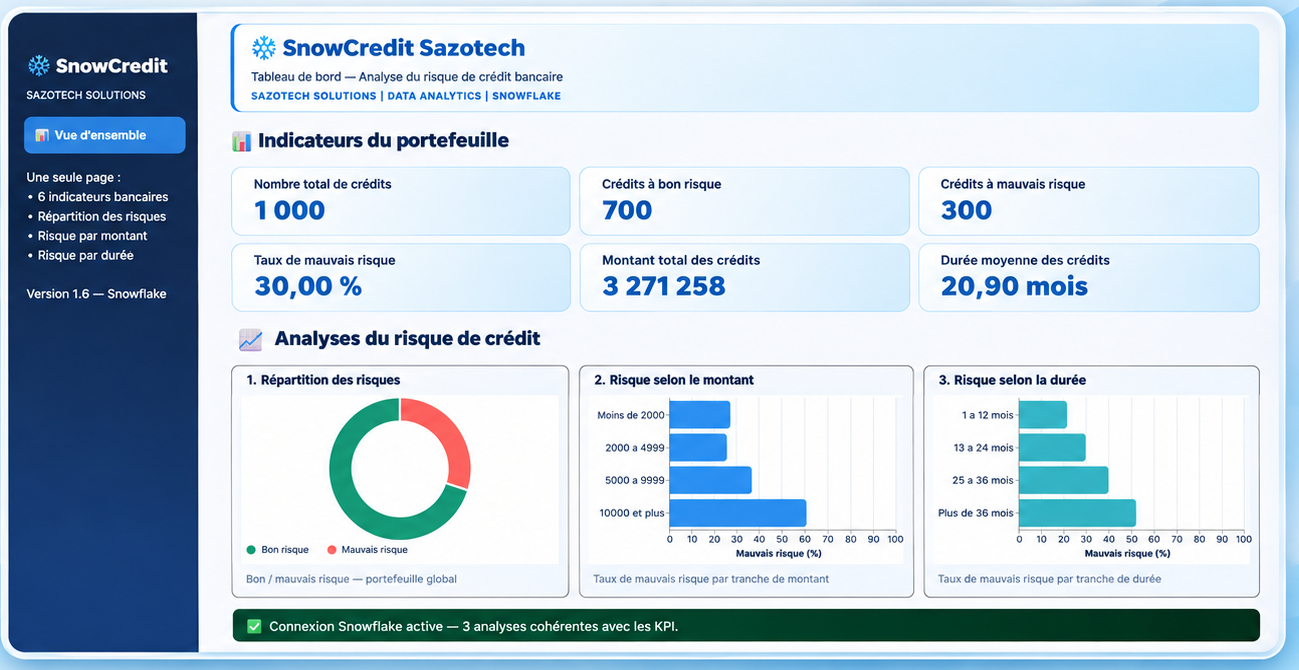 SnowCredit
SAZOTECH SOLUTIONS
Vue d'ensemble
Une seule page :
• 6 indicateurs bancaires
• Répartition des risques
• Risque par montant
• Risque par durée
Version 1.6 — Snowflake
SnowCredit Sazotech
Tableau de bord — Analyse du risque de crédit bancaire
SAZOTECH SOLUTIONS | DATA ANALYTICS | SNOWFLAKE
Indicateurs du portefeuille
Nombre total de crédits
1 000
Crédits à bon risque
700
Crédits à mauvais risque
300
Taux de mauvais risque
30,00 %
Montant total des crédits
3 271 258
Durée moyenne des crédits
20,90 mois
Analyses du risque de crédit
1. Répartition des risques
Bon risque
Mauvais risque
Bon / mauvais risque — portefeuille global
2. Risque selon le montant
Moins de 2000
2000 a 4999
5000 a 9999
10000 et plus
0 10 20 30 40 50 60 70 80 90 100
Mauvais risque (%)
Taux de mauvais risque par tranche de montant
3. Risque selon la durée
1 a 12 mois
13 a 24 mois
25 a 36 mois
Plus de 36 mois
0 10 20 30 40 50 60 70 80 90 100
Mauvais risque (%)
Taux de mauvais risque par tranche de durée
Connexion Snowflake active — 3 analyses cohérentes avec les KPI.